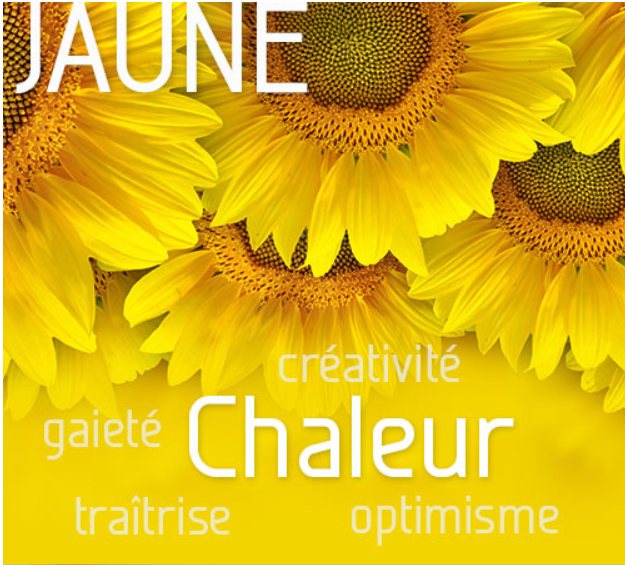 JAUNE
créativité
gaieté
Chaleur
traîtrise
optimisme